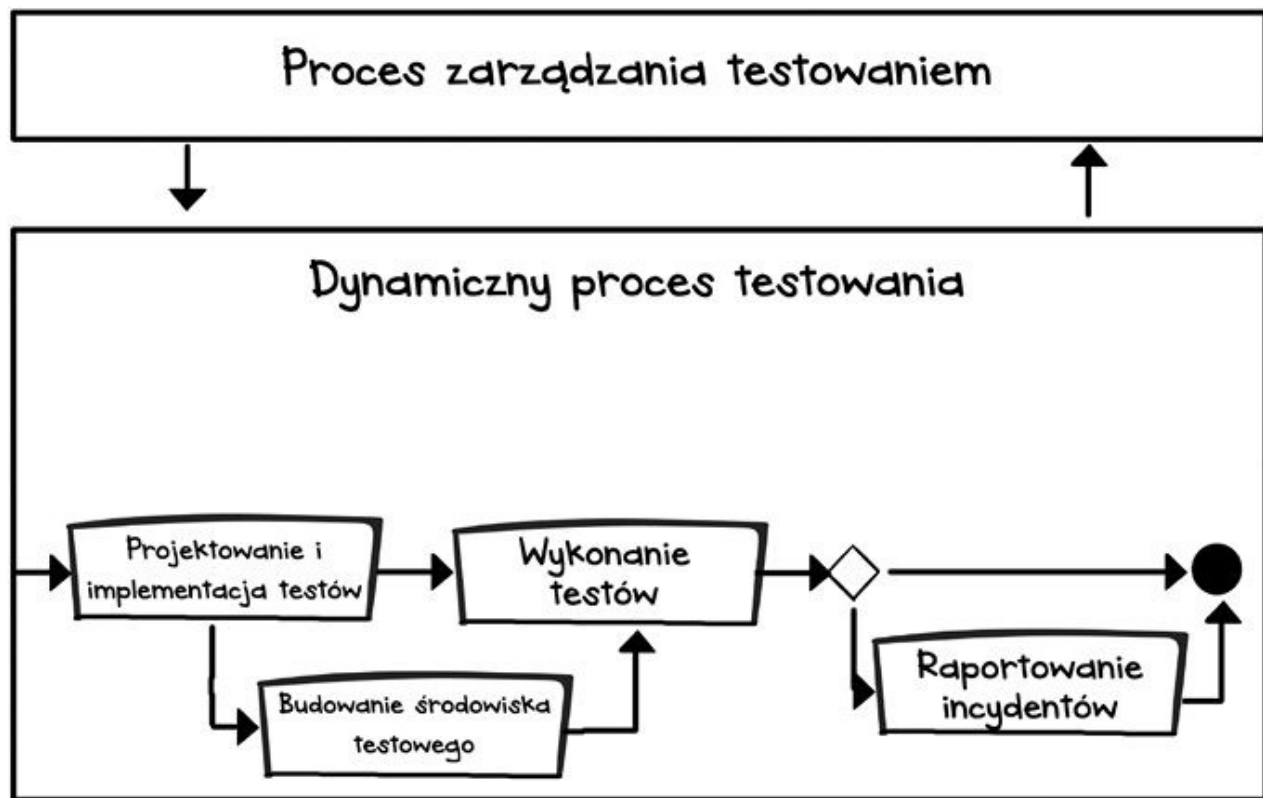 Proces zarządzania testowaniem
Dynamiczny proces testowania
Projektowanie i
implementacja testów
Wykonanie
testów
Budowanie środowiska
testowego
Raportowanie
incydentów